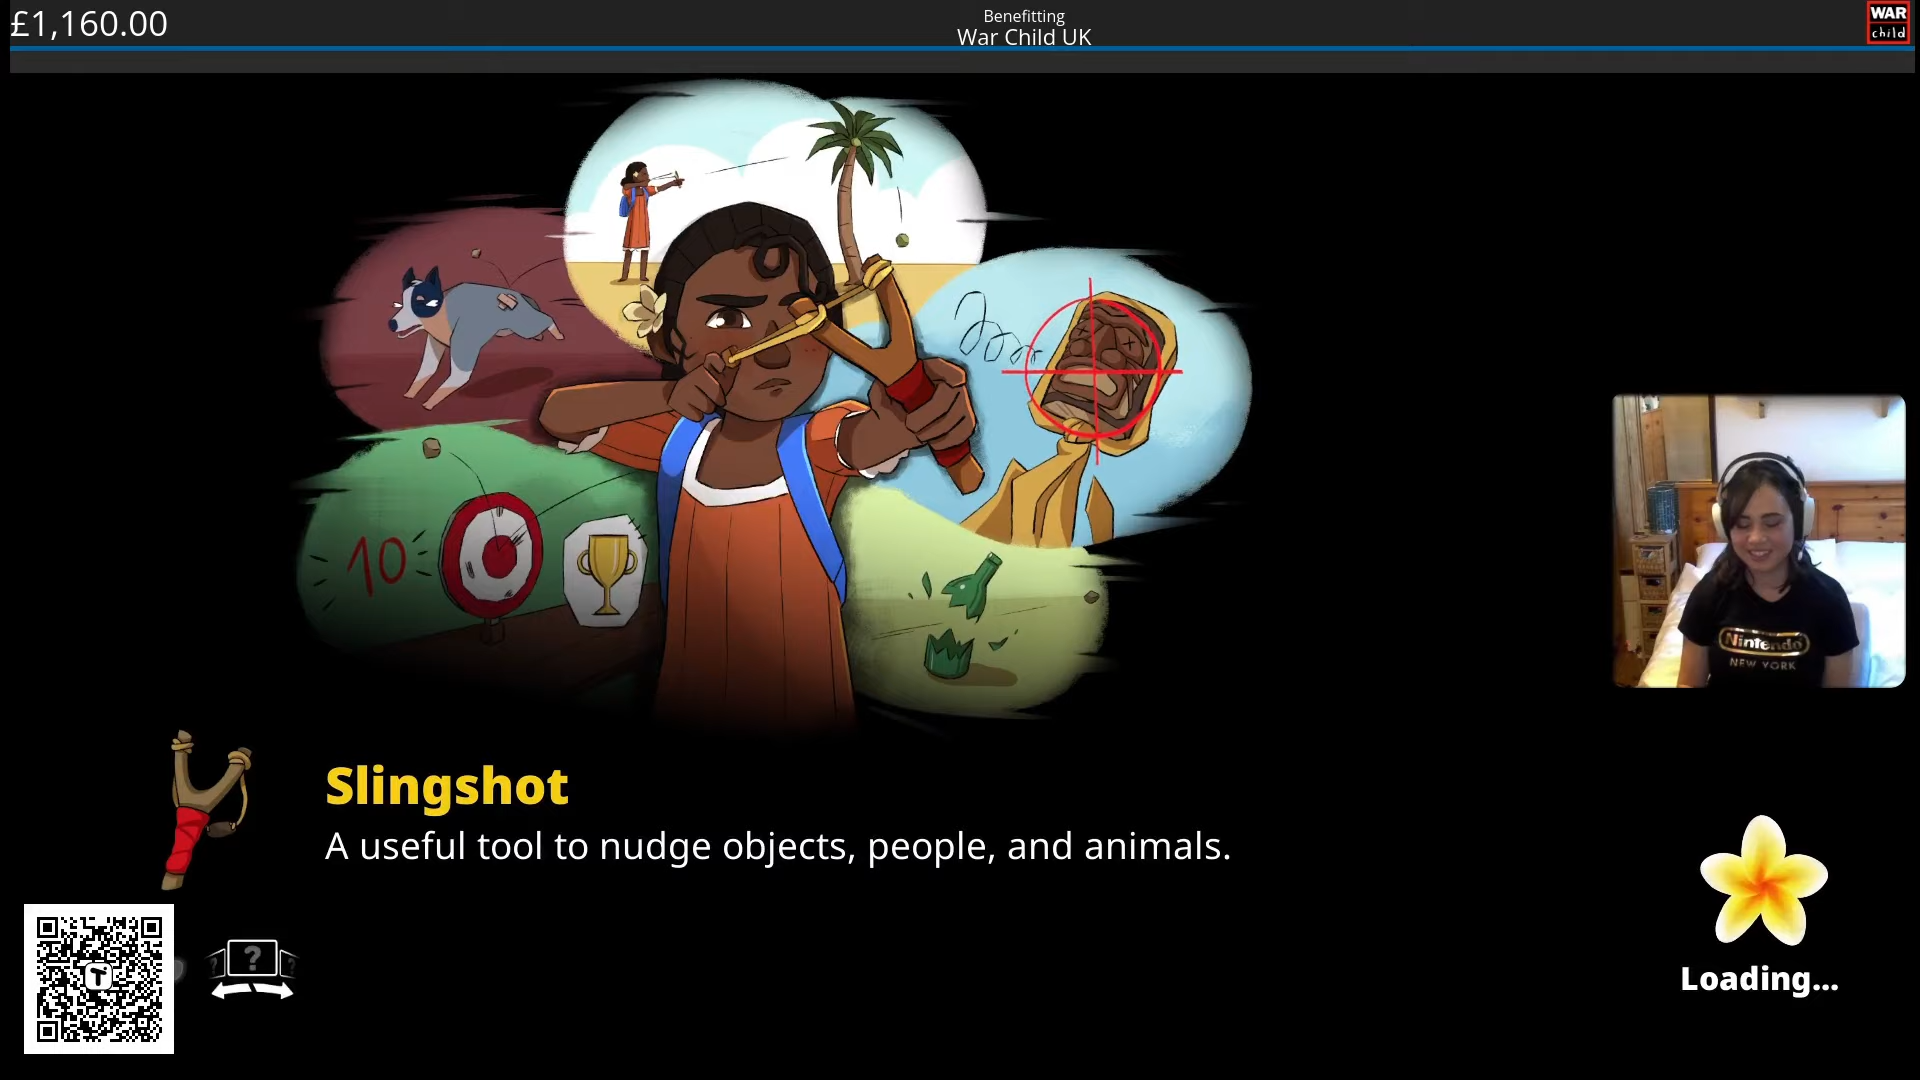 £1,160.00
Benefitting
War Child UK
WAR
child
10
Nintendo
NEW YORK
Slingshot
A useful tool to nudge objects, people, and animals.
?
T
Loading...